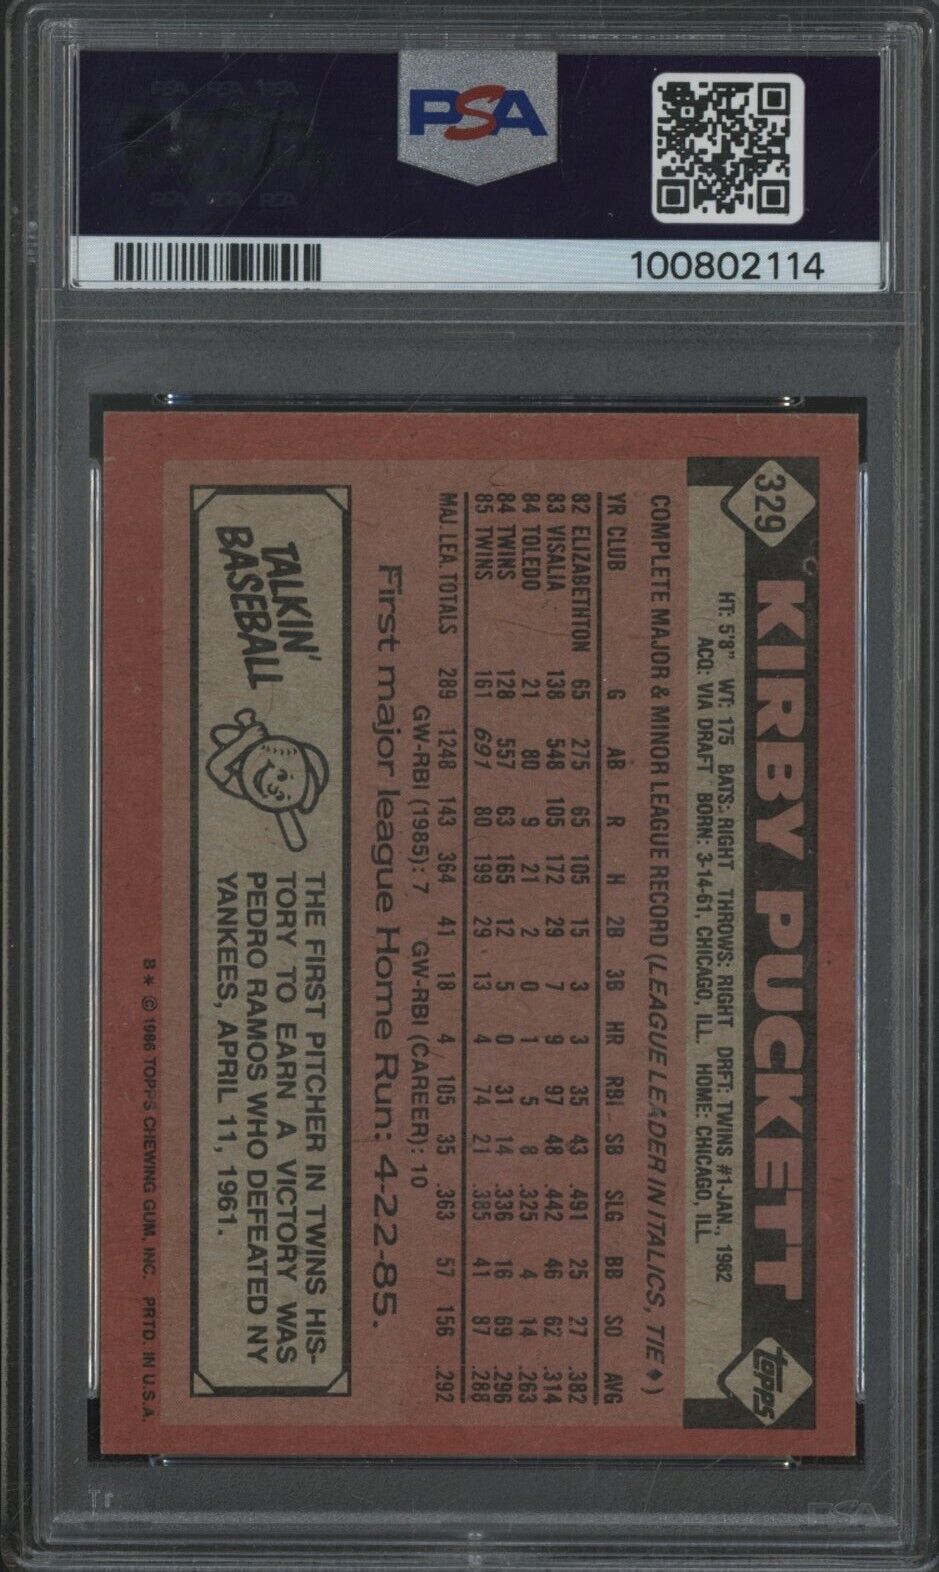 PSA
100802114
329
KIRBY PUCKETT
topps
HT: 5'8" WT: 175 BATS: RIGHT THROWS: RIGHT DRFT: TWINS #1-JAN., 1982
ACQ: VIA DRAFT BORN: 3-14-61, CHICAGO, ILL. HOME: CHICAGO, ILL.
COMPLETE MAJOR & MINOR LEAGUE RECORD (LEAGUE LEADER IN ITALICS, TIE ♦)
YR CLUB G AB R H 2B 3B HR RBI SB SLG BB SO AVG
82 ELIZABETHTON 65 275 65 105 15 3 3 35 43 .491 25 27 .382
83 VISALIA 138 548 105 172 29 7 9 97 48 .442 46 62 .314
84 TOLEDO 21 80 9 21 2 0 1 5 8 .325 4 14 .263
84 TWINS 128 557 63 165 12 5 0 31 14 .336 16 69 .296
85 TWINS 161 691 80 199 29 13 4 74 21 .385 41 87 .288
MAJ. LEA. TOTALS 289 1248 143 364 41 18 4 105 35 .363 57 156 .292
GW-RBI (1985): 7 GW-RBI (CAREER): 10
First major league Home Run: 4-22-85.
TALKIN'
BASEBALL
THE FIRST PITCHER IN TWINS HIS-
TORY TO EARN A VICTORY WAS
PEDRO RAMOS WHO DEFEATED NY
YANKEES, APRIL 11, 1961.
B* © 1986 TOPPS CHEWING GUM, INC. PRTD. IN U.S.A.
PSA